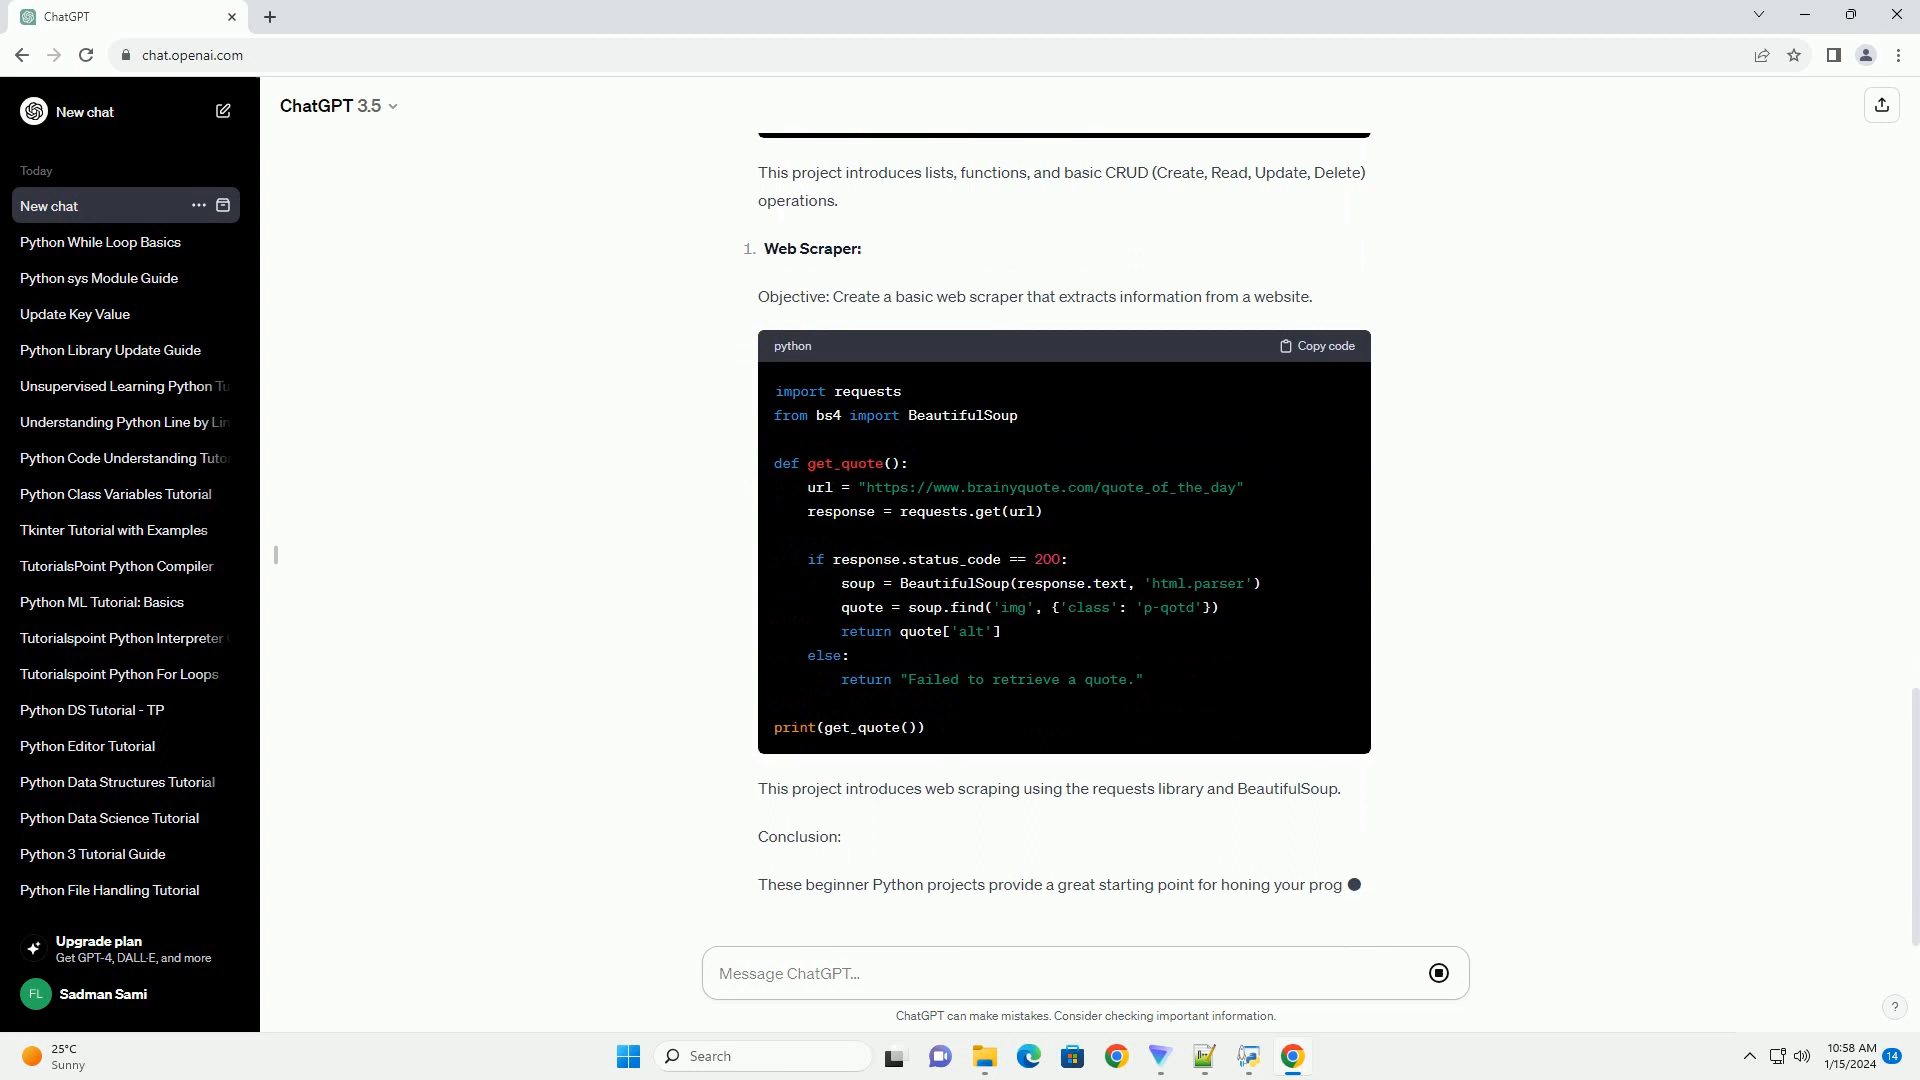 ChatGPT
chat.openai.com
New chat
ChatGPT 3.5
Today
New chat
Python While Loop Basics
Python sys Module Guide
Update Key Value
Python Library Update Guide
Unsupervised Learning Python Tu
Understanding Python Line by Lin
Python Code Understanding Tuto
Python Class Variables Tutorial
Tkinter Tutorial with Examples
TutorialsPoint Python Compiler
Python ML Tutorial: Basics
Tutorialspoint Python Interpreter
Tutorialspoint Python For Loops
Python DS Tutorial - TP
Python Editor Tutorial
Python Data Structures Tutorial
Python Data Science Tutorial
Python 3 Tutorial Guide
Python File Handling Tutorial
Upgrade plan
Get GPT-4, DALL·E, and more
FL Sadman Sami
This project introduces lists, functions, and basic CRUD (Create, Read, Update, Delete)
operations.
1. Web Scraper:
Objective: Create a basic web scraper that extracts information from a website.
python Copy code
import requests
from bs4 import BeautifulSoup
def get_quote():
url = "https://www.brainyquote.com/quote_of_the_day"
response = requests.get(url)
if response.status_code == 200:
soup = BeautifulSoup(response.text, 'html.parser')
quote = soup.find('img', {'class': 'p-qotd'})
return quote['alt']
else:
return "Failed to retrieve a quote."
print(get_quote())
This project introduces web scraping using the requests library and BeautifulSoup.
Conclusion:
These beginner Python projects provide a great starting point for honing your prog
Message ChatGPT...
ChatGPT can make mistakes. Consider checking important information.
?
25°C
Sunny
Search
10:58 AM
1/15/2024
14